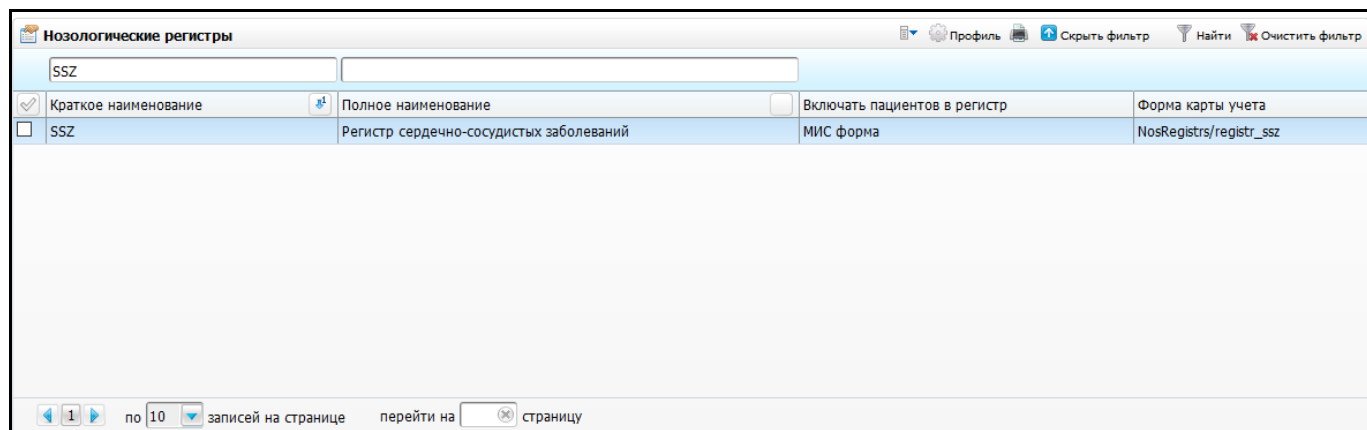 Нозологические регистры Профиль Скрыть фильтр Найти Очистить фильтр
SSZ
Краткое наименование 1 Полное наименование Включать пациентов в регистр Форма карты учета
SSZ Регистр сердечно-сосудистых заболеваний МИС форма NosRegistrs/registr_ssz
1 по 10 записей на странице перейти на страницу